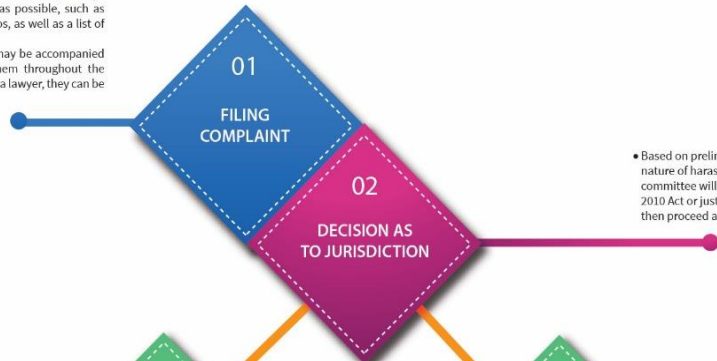 as possible, such as
os, as well as a list of
may be accompanied
em throughout the
a lawyer, they can be
01
FILING
COMPLAINT
02
DECISION AS
TO JURISDICTION
• Based on prelim
nature of haras
committee will
2010 Act or just
then proceed a